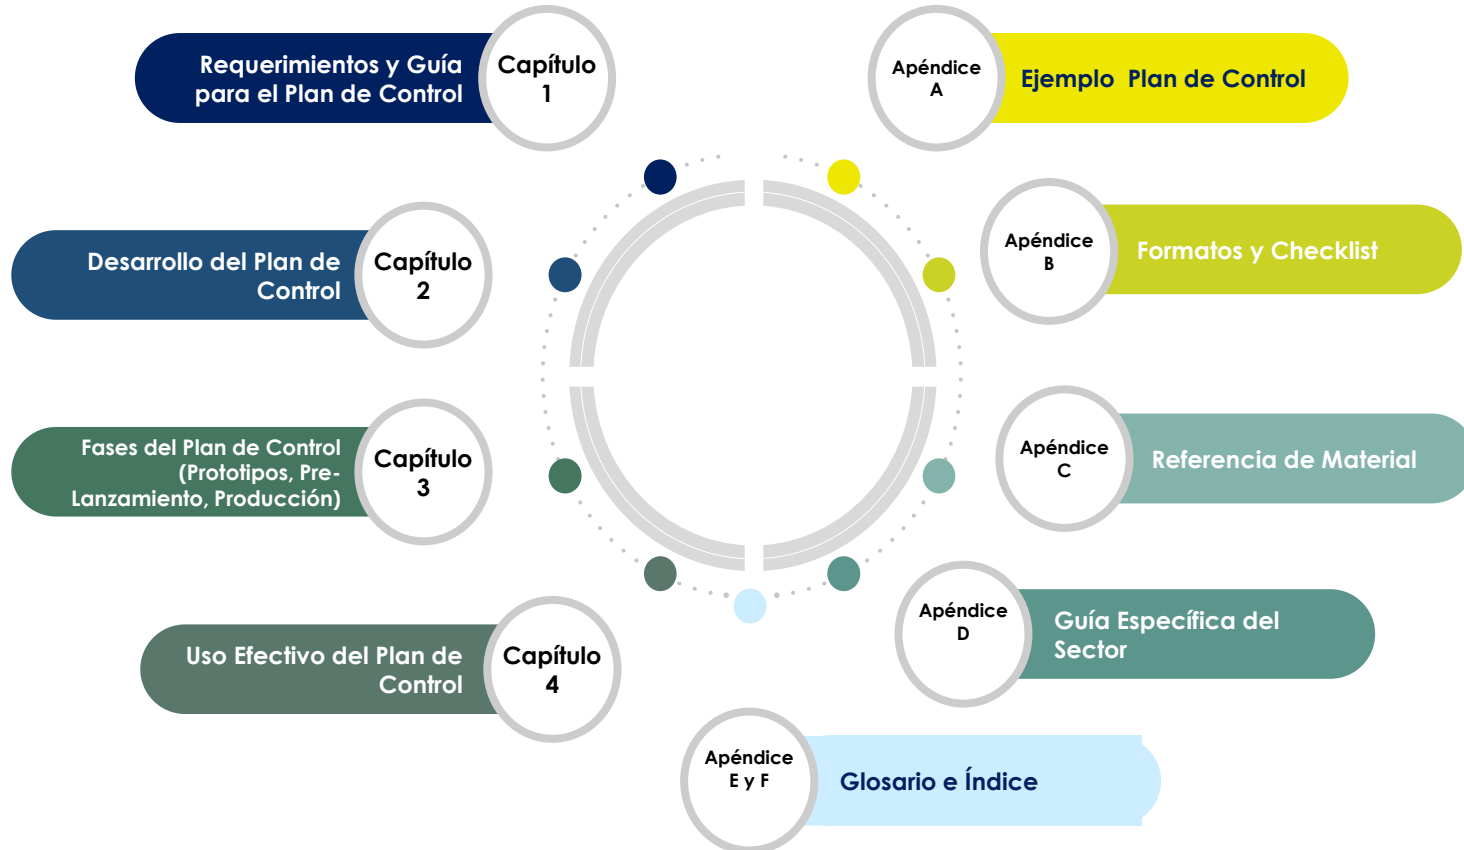 Requerimientos y Guía
para el Plan de Control
Capítulo
1
Desarrollo del Plan de
Control
Capítulo
2
Fases del Plan de Control
(Prototipos, Pre-
Lanzamiento, Producción)
Capítulo
3
Uso Efectivo del Plan de
Control
Capítulo
4
Apéndice
A
Ejemplo Plan de Control
Apéndice
B
Formatos y Checklist
Apéndice
C
Referencia de Material
Apéndice
D
Guía Específica del
Sector
Apéndice
E y F
Glosario e Índice